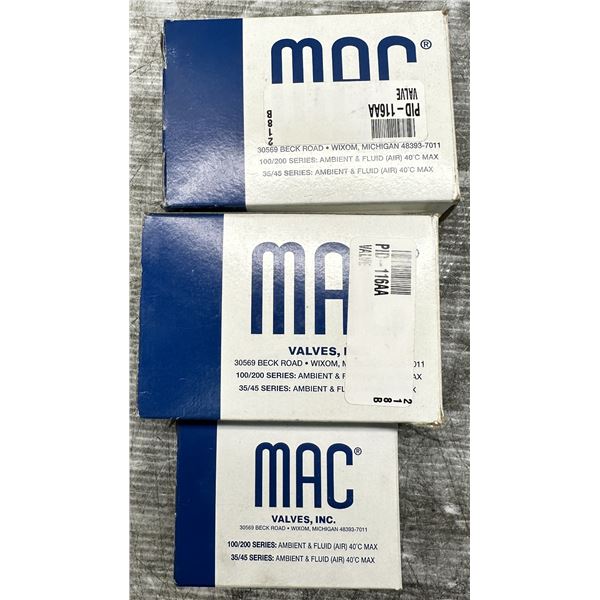 MAC®
PID-116AA
VALVE
218B
30569 BECK ROAD • WIXOM, MICHIGAN 48393-7011
100/200 SERIES: AMBIENT & FLUID (AIR) 40°C MAX
35/45 SERIES: AMBIENT & FLUID (AIR) 40°C MAX
MA
PID-116AA
VALVE
VALVES, I
30569 BECK ROAD • WIXOM, M 011
100/200 SERIES: AMBIENT & F AX
35/45 SERIES: AMBIENT & FLU X
218B
MAC®
VALVES, INC.
30569 BECK ROAD • WIXOM, MICHIGAN 48393-7011
100/200 SERIES: AMBIENT & FLUID (AIR) 40°C MAX
35/45 SERIES: AMBIENT & FLUID (AIR) 40°C MAX